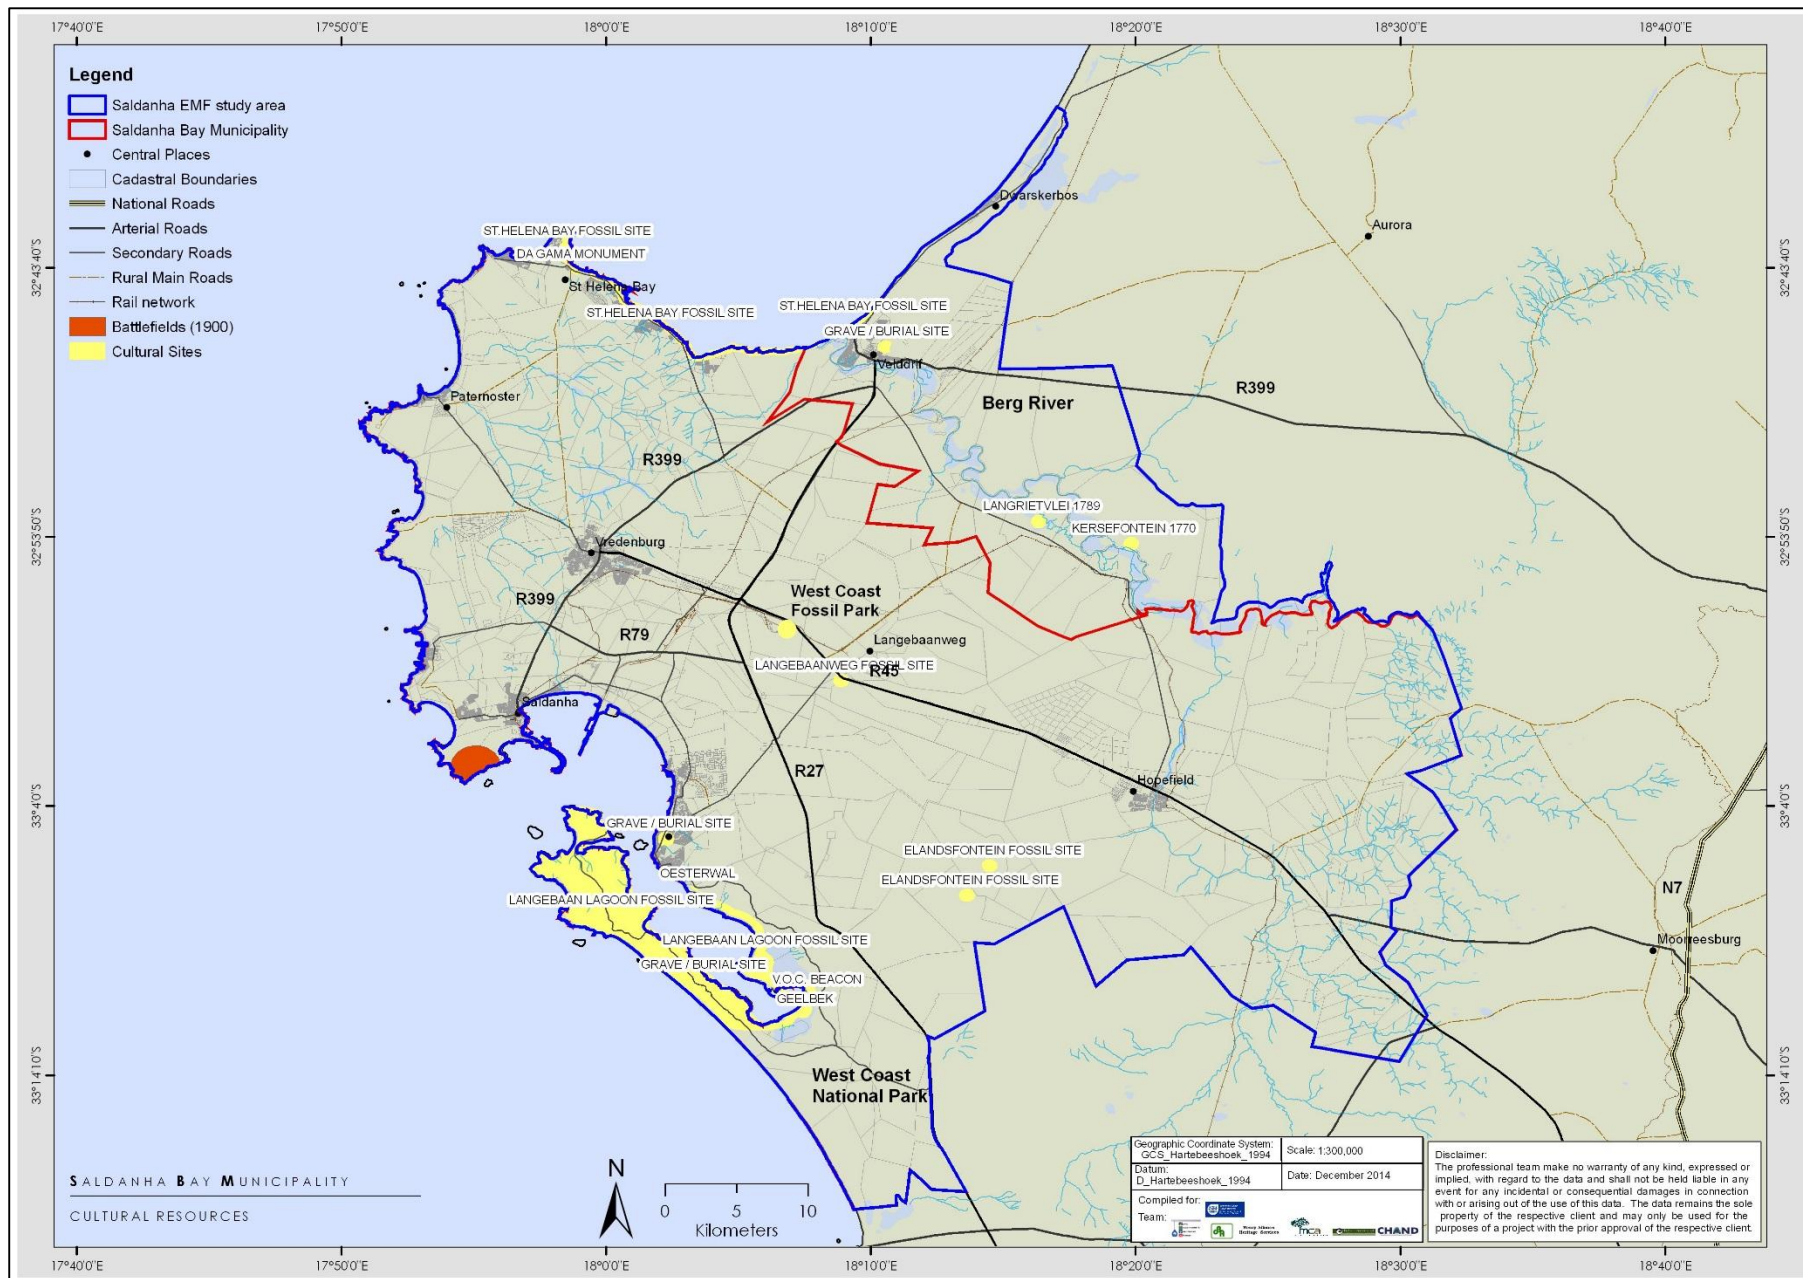 17°40'0"E 17°50'0"E 18°0'0"E 18°10'0"E 18°20'0"E 18°30'0"E 18°40'0"E
Legend
Saldanha EMF study area
Saldanha Bay Municipality
Central Places
Cadastral Boundaries
National Roads
Arterial Roads
Secondary Roads
Rural Main Roads
Rail network
Battlefields (1900)
Cultural Sites
Dwarskerbos
Aurora
ST.HELENA BAY FOSSIL SITE
DA GAMA MONUMENT
32°43'40"S
32°43'40"S
St Helena Bay
ST.HELENA BAY FOSSIL SITE
ST.HELENA BAY FOSSIL SITE
GRAVE / BURIAL SITE
Velddrif
R399
Paternoster
Berg River
R399
LANGRIETVLEI 1789
KERSEFONTEIN 1770
32°53'50"S
32°53'50"S
Vredenburg
West Coast
Fossil Park
R399
R79
Langebaanweg
LANGEBAANWEG FOSSIL SITE
R45
Saldanha
R27
Hopefield
33°4'0"S
33°4'0"S
GRAVE / BURIAL SITE
ELANDSFONTEIN FOSSIL SITE
OESTERWAL
ELANDSFONTEIN FOSSIL SITE
N7
LANGEBAAN LAGOON FOSSIL SITE
LANGEBAAN LAGOON FOSSIL SITE
Moorreesburg
GRAVE / BURIAL SITE
V.O.C. BEACON
GEELBEK
33°14'10"S
33°14'10"S
West Coast
National Park
SALDANHA BAY MUNICIPALITY
CULTURAL RESOURCES
N
0 5 10
Kilometers
Geographic Coordinate System:
GCS_Hartebeeshoek_1994
Scale: 1:300,000
Datum:
D_Hartebeeshoek_1994
Date: December 2014
Compiled for:
Team:
mca
CHAND
Disclaimer:
The professional team make no warranty of any kind, expressed or
implied, with regard to the data and shall not be held liable in any
event for any incidental or consequential damages in connection
with or arising out of the use of this data. The data remains the sole
property of the respective client and may only be used for the
purposes of a project with the prior approval of the respective client.
17°40'0"E 17°50'0"E 18°0'0"E 18°10'0"E 18°20'0"E 18°30'0"E 18°40'0"E